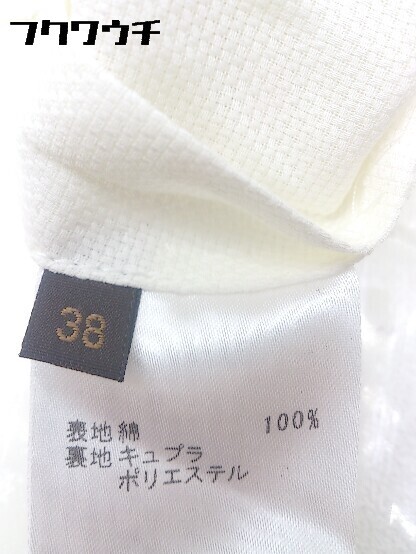 フクワウチ
38
表地 綿 100%
裏地 キュプラ
ポリエステル